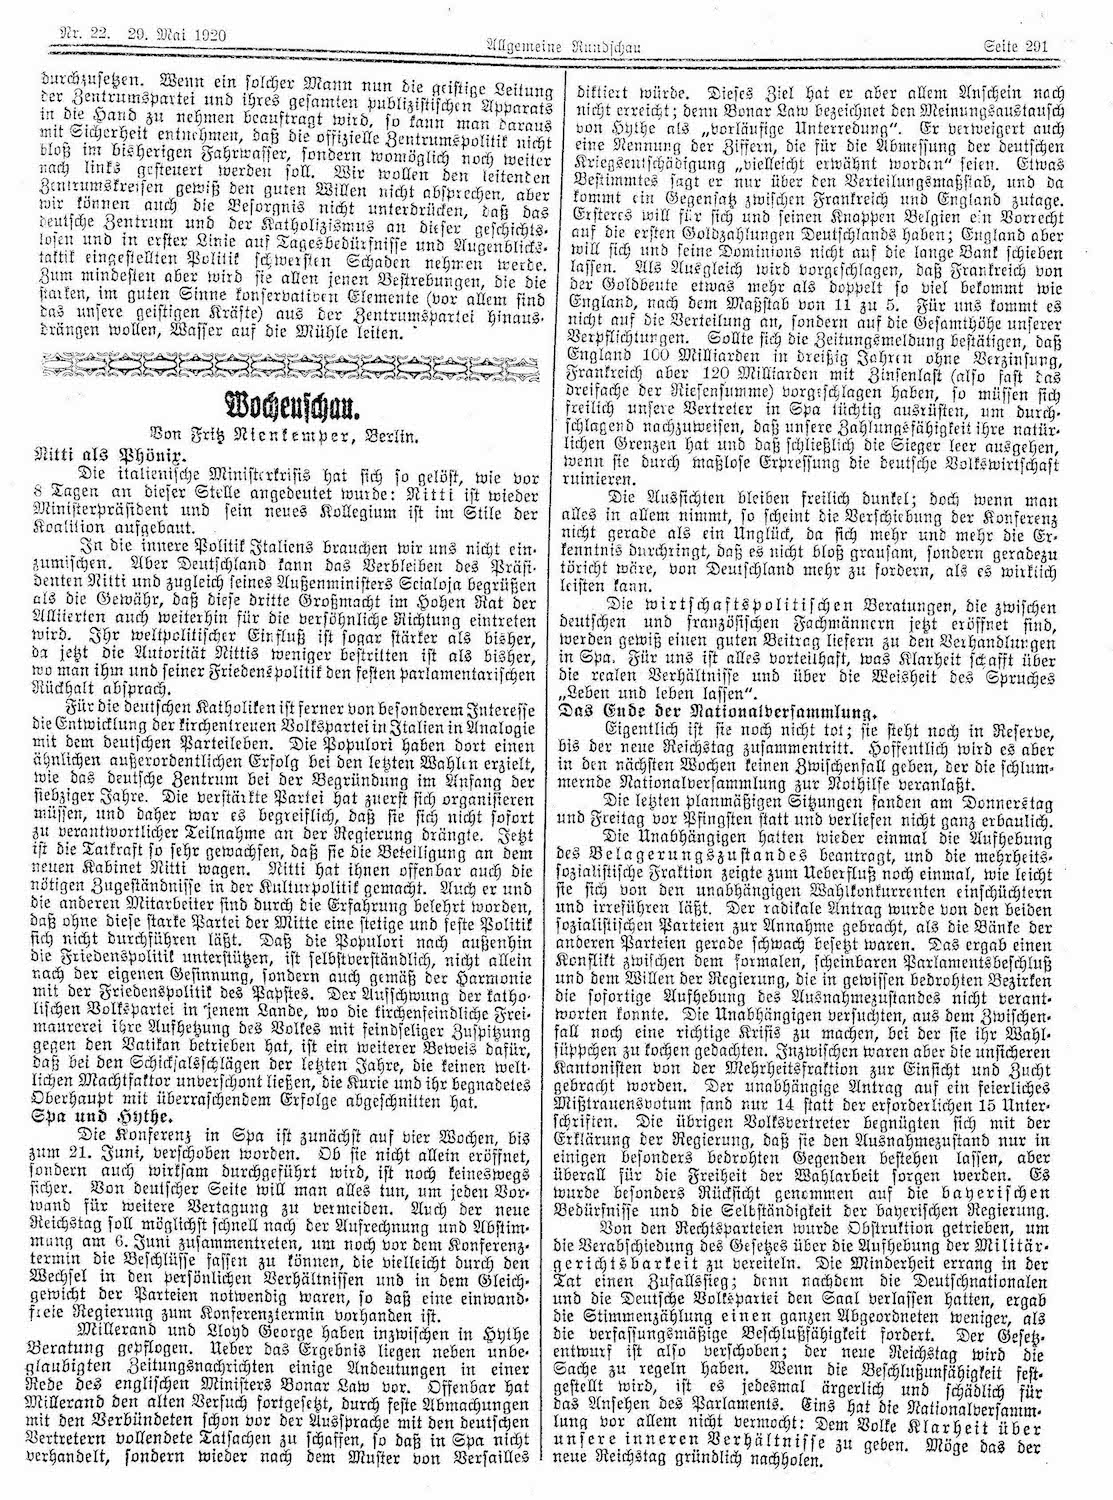 Nr. 22. 29. Mai 1920
Allgemeine Rundschau
Seite 291
durchzusetzen. Wenn ein solcher Mann nun die geistige Leitung
der Zentrumspartei und ihres gesamten publizistischen Apparats
in die Hand zu nehmen beauftragt wird, so kann man daraus
mit Sicherheit entnehmen, daß die offizielle Zentrumspolitik nicht
bloß im bisherigen Fahrwasser, sondern womöglich noch weiter
nach links gesteuert werden soll. Wir wollen den leitenden
Zentrumskreisen gewiß den guten Willen nicht absprechen, aber
wir können auch die Besorgnis nicht unterdrücken, daß das
deutsche Zentrum und der Katholizismus an dieser geschichts-
losen und in erster Linie auf Tagesbedürfnisse und Augenblicks-
taktik eingestellten Politik schwersten Schaden nehmen werde.
Zum mindesten aber wird sie allen jenen Bestrebungen, die die
starken, im guten Sinne konservativen Elemente (vor allem sind
das unsere geistigen Kräfte) aus der Zentrumspartei hinaus-
drängen wollen, Wasser auf die Mühle leiten.
Wochenschau.
Von Fritz Nienkemper, Berlin.
Nitti als Phönix.
Die italienische Ministerkrisis hat sich so gelöst, wie vor
8 Tagen an dieser Stelle angedeutet wurde: Nitti ist wieder
Ministerpräsident und sein neues Kollegium ist im Stile der
Koalition aufgebaut.
In die innere Politik Italiens brauchen wir uns nicht ein-
zumischen. Aber Deutschland kann das Verbleiben des Präsi-
denten Nitti und zugleich seines Außenministers Scialoja begrüßen
als die Gewähr, daß diese dritte Großmacht im Hohen Rat der
Alliierten auch weiterhin für die versöhnliche Richtung eintreten
wird. Ihr weltpolitischer Einfluß ist sogar stärker als bisher,
da jetzt die Autorität Nittis weniger bestritten ist als bisher,
wo man ihm und seiner Friedenspolitik den festen parlamentarischen
Rückhalt absprach.
Für die deutschen Katholiken ist ferner von besonderem Interesse
die Entwicklung der kirchentreuen Volkspartei in Italien in Analogie
mit dem deutschen Parteileben. Die Populori haben dort einen
ähnlichen außerordentlichen Erfolg bei den letzten Wahlen erzielt,
wie das deutsche Zentrum bei der Begründung im Anfang der
siebziger Jahre. Die verstärkte Partei hat zuerst sich organisieren
müssen, und daher war es begreiflich, daß sie sich nicht sofort
zu verantwortlicher Teilnahme an der Regierung drängte. Jetzt
ist die Tatkraft so sehr gewachsen, daß sie die Beteiligung an dem
neuen Kabinet Nitti wagen. Nitti hat ihnen offenbar auch die
nötigen Zugeständnisse in der Kulturpolitik gemacht. Auch er und
die anderen Mitarbeiter sind durch die Erfahrung belehrt worden,
daß ohne diese starke Partei der Mitte eine stetige und feste Politik
sich nicht durchführen läßt. Daß die Populori nach außenhin
die Friedenspolitik unterstützen, ist selbstverständlich, nicht allein
nach der eigenen Gesinnung, sondern auch gemäß der Harmonie
mit der Friedenspolitik des Papstes. Der Aufschwung der katho-
lischen Volkspartei in jenem Lande, wo die kirchenfeindliche Frei-
maurerei ihre Aufhetzung des Volkes mit feindseliger Zuspitzung
gegen den Vatikan betrieben hat, ist ein weiterer Beweis dafür,
daß bei den Schicksalsschlägen der letzten Jahre, die keinen welt-
lichen Machtfaktor unverschont ließen, die Kurie und ihr begnadetes
Oberhaupt mit überraschendem Erfolge abgeschnitten hat.
Spa und Hythe.
Die Konferenz in Spa ist zunächst auf vier Wochen, bis
zum 21. Juni, verschoben worden. Ob sie nicht allein eröffnet,
sondern auch wirksam durchgeführt wird, ist noch keineswegs
sicher. Von deutscher Seite will man alles tun, um jeden Vor-
wand für weitere Vertagung zu vermeiden. Auch der neue
Reichstag soll möglichst schnell nach der Aufrechnung und Abstim-
mung am 6. Juni zusammentreten, um noch vor dem Konferenz-
termin die Beschlüsse fassen zu können, die vielleicht durch den
Wechsel in den persönlichen Verhältnissen und in dem Gleich-
gewicht der Parteien notwendig waren, so daß eine einwand-
freie Regierung zum Konferenztermin vorhanden ist.
Millerand und Lloyd George haben inzwischen in Hythe
Beratung gepflogen. Ueber das Ergebnis liegen neben unbe-
glaubigten Zeitungsnachrichten einige Andeutungen in einer
Rede des englischen Ministers Bonar Law vor. Offenbar hat
Millerand den alten Versuch fortgesetzt, durch feste Abmachungen
mit den Verbündeten schon vor der Aussprache mit den deutschen
Vertretern vollendete Tatsachen zu schaffen, so daß in Spa nicht
verhandelt, sondern wieder nach dem Muster von Versailles
diktiert würde. Dieses Ziel hat er aber allem Anschein nach
nicht erreicht; denn Bonar Law bezeichnet den Meinungsaustausch
von Hythe als „vorläufige Unterredung“. Er verweigert auch
eine Nennung der Ziffern, die für die Abmessung der deutschen
Kriegsentschädigung „vielleicht erwähnt worden“ seien. Etwas
Bestimmtes sagt er nur über den Verteilungsmaßstab, und da
kommt ein Gegensatz zwischen Frankreich und England zutage.
Ersteres will für sich und seinen Knappen Belgien ein Vorrecht
auf die ersten Goldzahlungen Deutschlands haben; England aber
will sich und seine Dominions nicht auf die lange Bank schieben
lassen. Als Ausgleich wird vorgeschlagen, daß Frankreich von
der Goldbeute etwas mehr als doppelt so viel bekommt wie
England, nach dem Maßstab von 11 zu 5. Für uns kommt es
nicht auf die Verteilung an, sondern auf die Gesamthöhe unserer
Verpflichtungen. Sollte sich die Zeitungsmeldung bestätigen, daß
England 100 Milliarden in dreißig Jahren ohne Verzinsung,
Frankreich aber 120 Milliarden mit Zinsenlast (also fast das
dreifache der Riesensumme) vorgeschlagen haben, so müssen sich
freilich unsere Vertreter in Spa tüchtig ausrüsten, um durch-
schlagend nachzuweisen, daß unsere Zahlungsfähigkeit ihre natür-
lichen Grenzen hat und daß schließlich die Sieger leer ausgehen,
wenn sie durch maßlose Erpressung die deutsche Volkswirtschaft
ruinieren.
Die Aussichten bleiben freilich dunkel; doch wenn man
alles in allem nimmt, so scheint die Verschiebung der Konferenz
nicht gerade als ein Unglück, da sich mehr und mehr die Er-
kenntnis durchringt, daß es nicht bloß grausam, sondern geradezu
töricht wäre, von Deutschland mehr zu fordern, als es wirklich
leisten kann.
Die wirtschaftspolitischen Beratungen, die zwischen
deutschen und französischen Fachmännern jetzt eröffnet sind,
werden gewiß einen guten Beitrag liefern zu den Verhandlungen
in Spa. Für uns ist alles vorteilhaft, was Klarheit schafft über
die realen Verhältnisse und über die Weisheit des Spruches
„Leben und leben lassen“.
Das Ende der Nationalversammlung.
Eigentlich ist sie noch nicht tot; sie steht noch in Reserve,
bis der neue Reichstag zusammentritt. Hoffentlich wird es aber
in den nächsten Wochen keinen Zwischenfall geben, der die schlum-
mernde Nationalversammlung zur Nothilfe veranlaßt.
Die letzten planmäßigen Sitzungen fanden am Donnerstag
und Freitag vor Pfingsten statt und verliefen nicht ganz erbaulich.
Die Unabhängigen hatten wieder einmal die Aufhebung
des Belagerungszustandes beantragt, und die mehrheits-
sozialistische Fraktion zeigte zum Ueberfluß noch einmal, wie leicht
sie sich von den unabhängigen Wahlkonkurrenten einschüchtern
und irreführen läßt. Der radikale Antrag wurde von den beiden
sozialistischen Parteien zur Annahme gebracht, als die Bänke der
anderen Parteien gerade schwach besetzt waren. Das ergab einen
Konflikt zwischen dem formalen, scheinbaren Parlamentsbeschluß
und dem Willen der Regierung, die in gewissen bedrohten Bezirken
die sofortige Aufhebung des Ausnahmezustandes nicht verant-
worten konnte. Die Unabhängigen versuchten, aus dem Zwischen-
fall noch eine richtige Krisis zu machen, bei der sie ihr Wahl-
süppchen zu kochen gedachten. Inzwischen waren aber die unsicheren
Kantonisten von der Mehrheitsfraktion zur Einsicht und Zucht
gebracht worden. Der unabhängige Antrag auf ein feierliches
Mißtrauensvotum fand nur 14 statt der erforderlichen 15 Unter-
schriften. Die übrigen Volksvertreter begnügten sich mit der
Erklärung der Regierung, daß sie den Ausnahmezustand nur in
einigen besonders bedrohten Gegenden bestehen lassen, aber
überall für die Freiheit der Wahlarbeit sorgen werden. Es
wurde besonders Rücksicht genommen auf die bayerischen
Bedürfnisse und die Selbständigkeit der bayerischen Regierung.
Von den Rechtsparteien wurde Obstruktion getrieben, um
die Verabschiedung des Gesetzes über die Aufhebung der Militär-
gerichtsbarkeit zu vereiteln. Die Minderheit errang in der
Tat einen Zufallssieg; denn nachdem die Deutschnationalen
und die Deutsche Volkspartei den Saal verlassen hatten, ergab
die Stimmenzählung einen ganzen Abgeordneten weniger, als
die verfassungsmäßige Beschlußfähigkeit fordert. Der Gesetz-
entwurf ist also verschoben; der neue Reichstag wird die
Sache zu regeln haben. Wenn die Beschlußunfähigkeit fest-
gestellt wird, ist es jedesmal ärgerlich und schädlich für
das Ansehen des Parlaments. Eins hat die Nationalversamm-
lung vor allem nicht vermocht: Dem Volke Klarheit über
unsere inneren Verhältnisse zu geben. Möge das der
neue Reichstag gründlich nachholen.